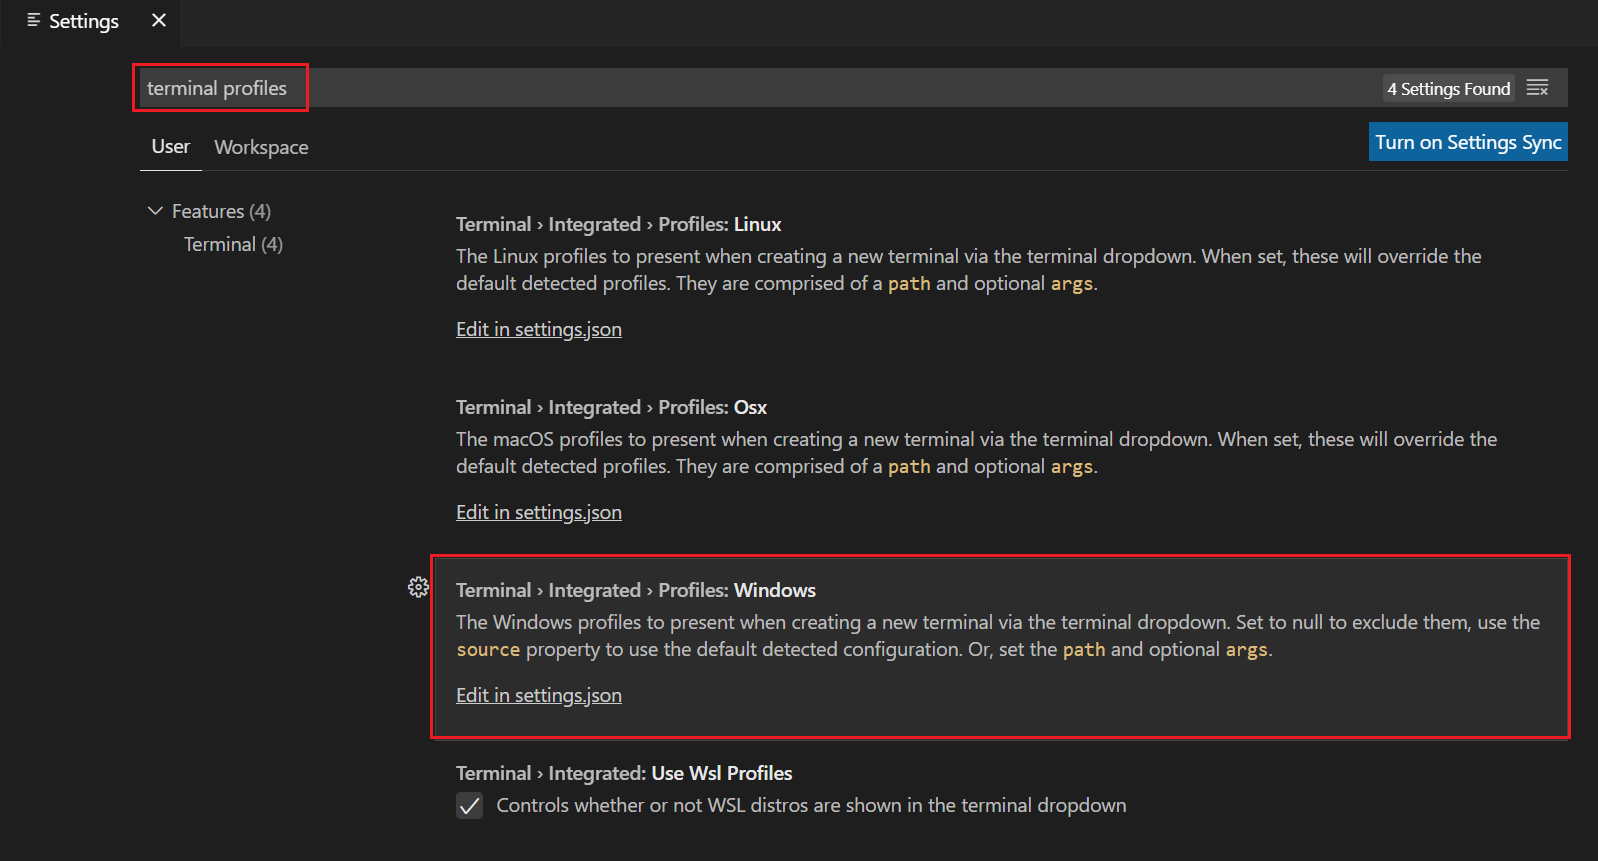 Settings
terminal profiles
4 Settings Found
User Workspace
Turn on Settings Sync
Features (4)
Terminal (4)
Terminal › Integrated › Profiles: Linux
The Linux profiles to present when creating a new terminal via the terminal dropdown. When set, these will override the
default detected profiles. They are comprised of a path and optional args.
Edit in settings.json
Terminal › Integrated › Profiles: Osx
The macOS profiles to present when creating a new terminal via the terminal dropdown. When set, these will override the
default detected profiles. They are comprised of a path and optional args.
Edit in settings.json
Terminal › Integrated › Profiles: Windows
The Windows profiles to present when creating a new terminal via the terminal dropdown. Set to null to exclude them, use the
source property to use the default detected configuration. Or, set the path and optional args.
Edit in settings.json
Terminal › Integrated: Use Wsl Profiles
Controls whether or not WSL distros are shown in the terminal dropdown